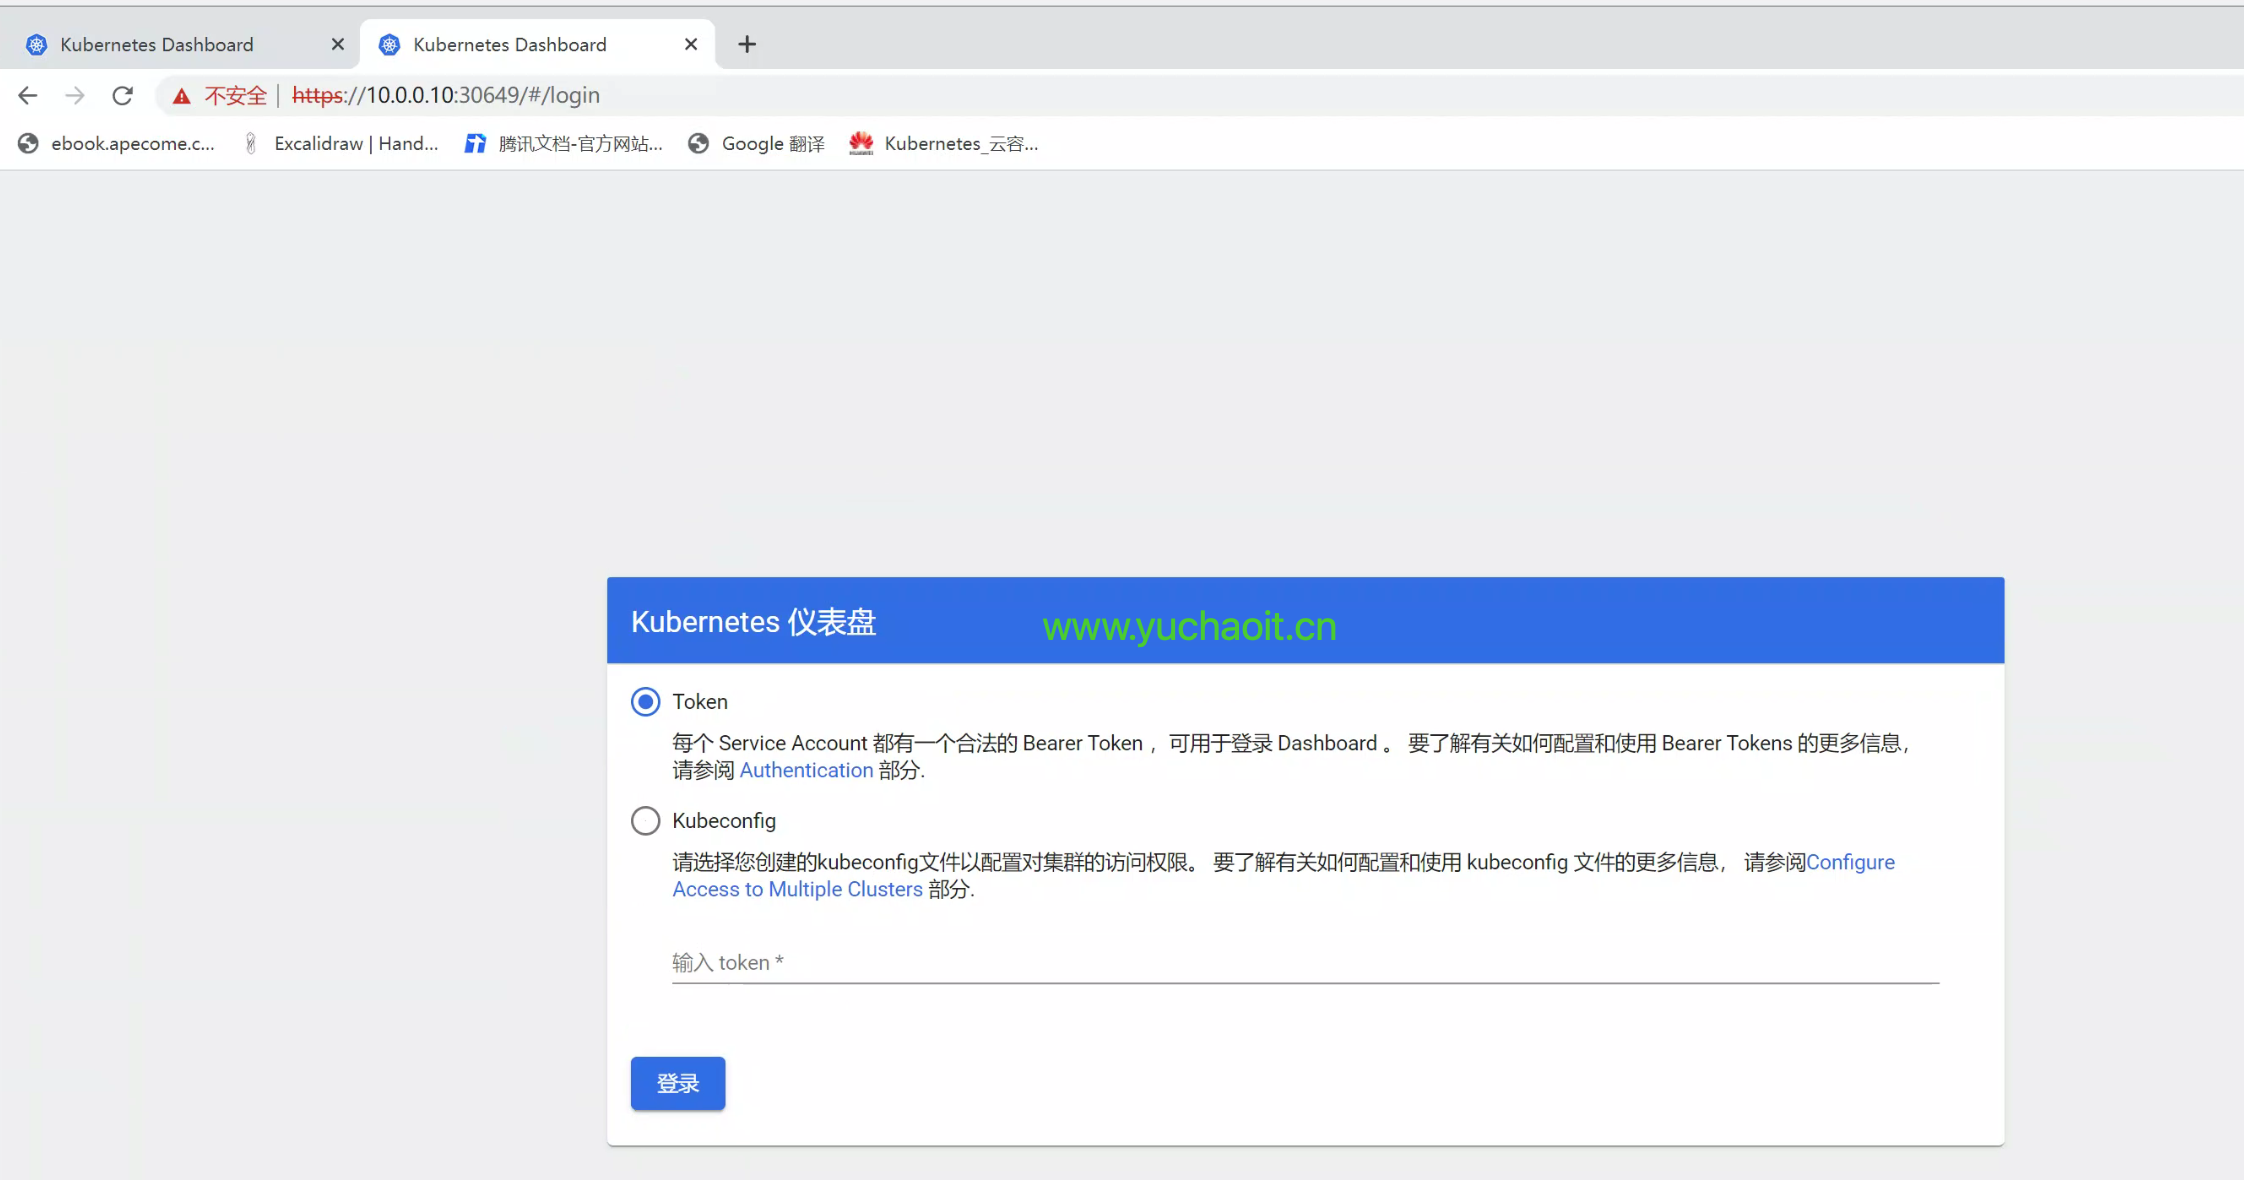 Kubernetes Dashboard
Kubernetes Dashboard
不安全 | https://10.0.0.10:30649/#/login
ebook.apecome.c...
Excalidraw | Hand...
腾讯文档-官方网站...
Google 翻译
Kubernetes_云容...
Kubernetes 仪表盘
www.yuchaoit.cn
Token
每个 Service Account 都有一个合法的 Bearer Token ，可用于登录 Dashboard 。 要了解有关如何配置和使用 Bearer Tokens 的更多信息，
请参阅 Authentication 部分.
Kubeconfig
请选择您创建的kubeconfig文件以配置对集群的访问权限。 要了解有关如何配置和使用 kubeconfig 文件的更多信息， 请参阅Configure
Access to Multiple Clusters 部分.
输入 token *
登录